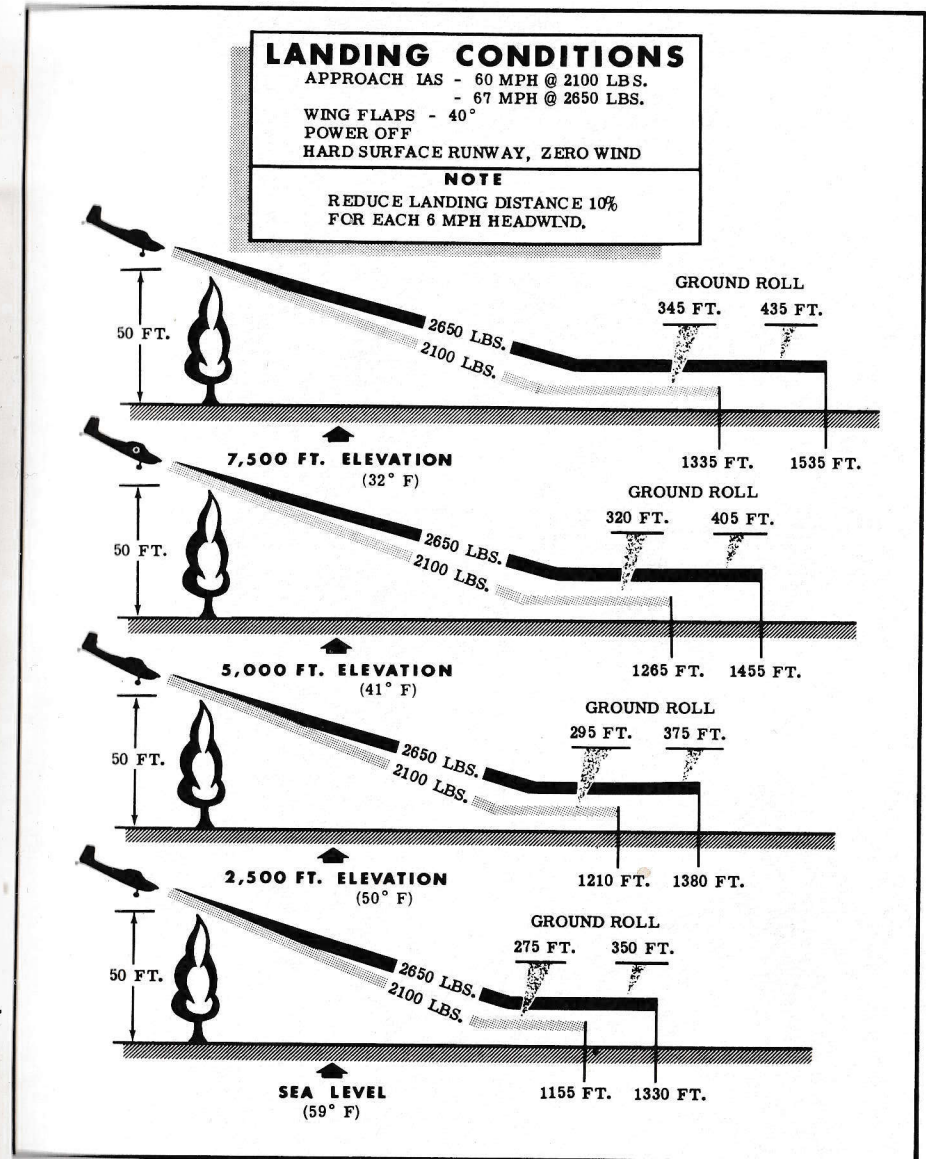 LANDING CONDITIONS
APPROACH IAS - 60 MPH @ 2100 LBS.
- 67 MPH @ 2650 LBS.
WING FLAPS - 40°
POWER OFF
HARD SURFACE RUNWAY, ZERO WIND
NOTE
REDUCE LANDING DISTANCE 10%
FOR EACH 6 MPH HEADWIND.
GROUND ROLL
345 FT. 435 FT.
50 FT.
2650 LBS.
2100 LBS.
1335 FT. 1535 FT.
7,500 FT. ELEVATION
(32° F)
GROUND ROLL
320 FT. 405 FT.
50 FT.
2650 LBS.
2100 LBS.
1265 FT. 1455 FT.
5,000 FT. ELEVATION
(41° F)
GROUND ROLL
295 FT. 375 FT.
50 FT.
2650 LBS.
2100 LBS.
1210 FT. 1380 FT.
2,500 FT. ELEVATION
(50° F)
GROUND ROLL
275 FT. 350 FT.
50 FT.
2650 LBS.
2100 LBS.
1155 FT. 1330 FT.
SEA LEVEL
(59° F)